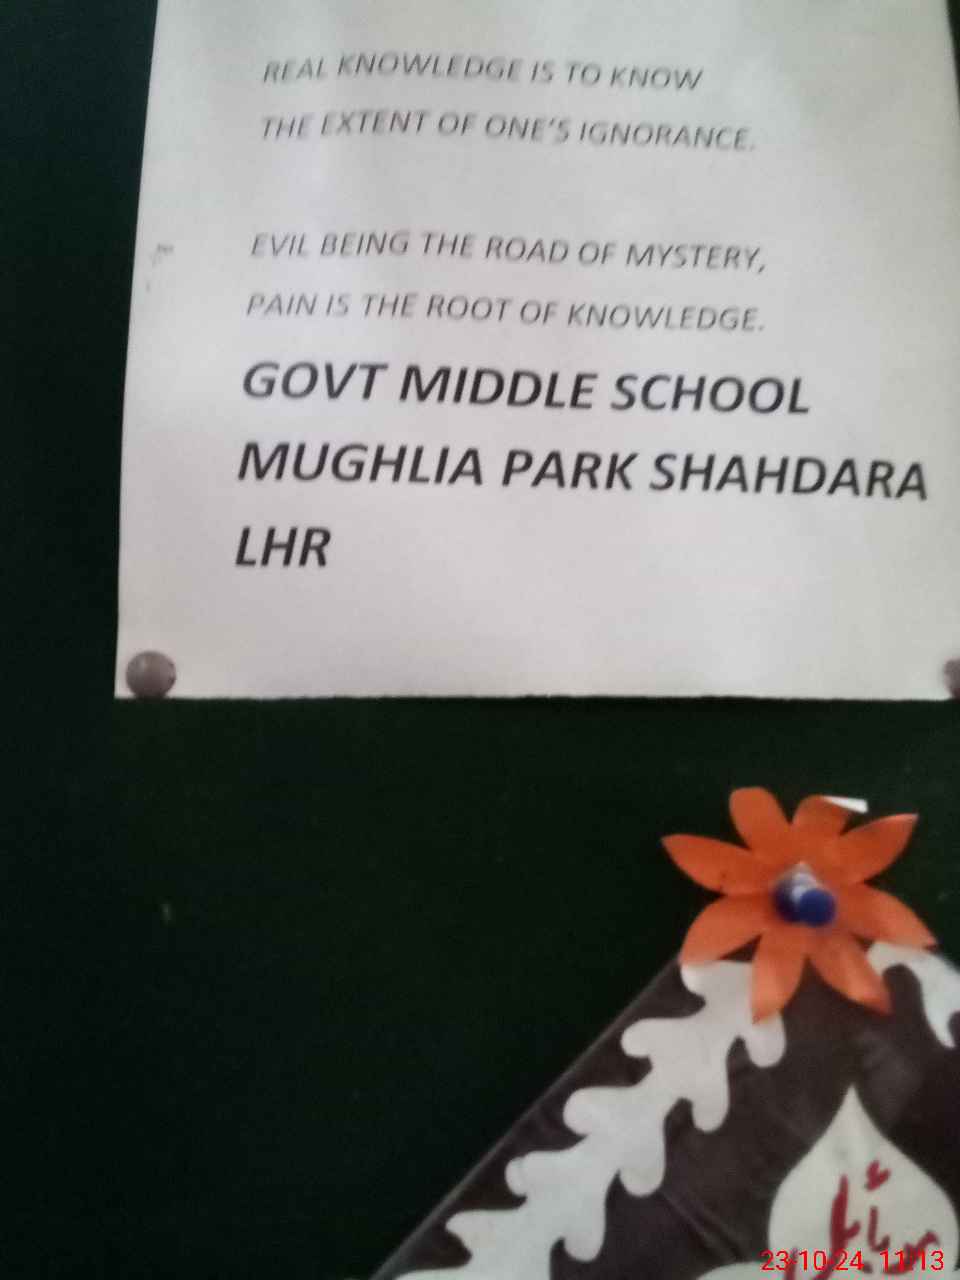 REAL KNOWLEDGE IS TO KNOW
THE EXTENT OF ONE'S IGNORANCE.
EVIL BEING THE ROAD OF MYSTERY,
PAIN IS THE ROOT OF KNOWLEDGE.
GOVT MIDDLE SCHOOL
MUGHLIA PARK SHAHDARA
LHR
23-10-24 11:13